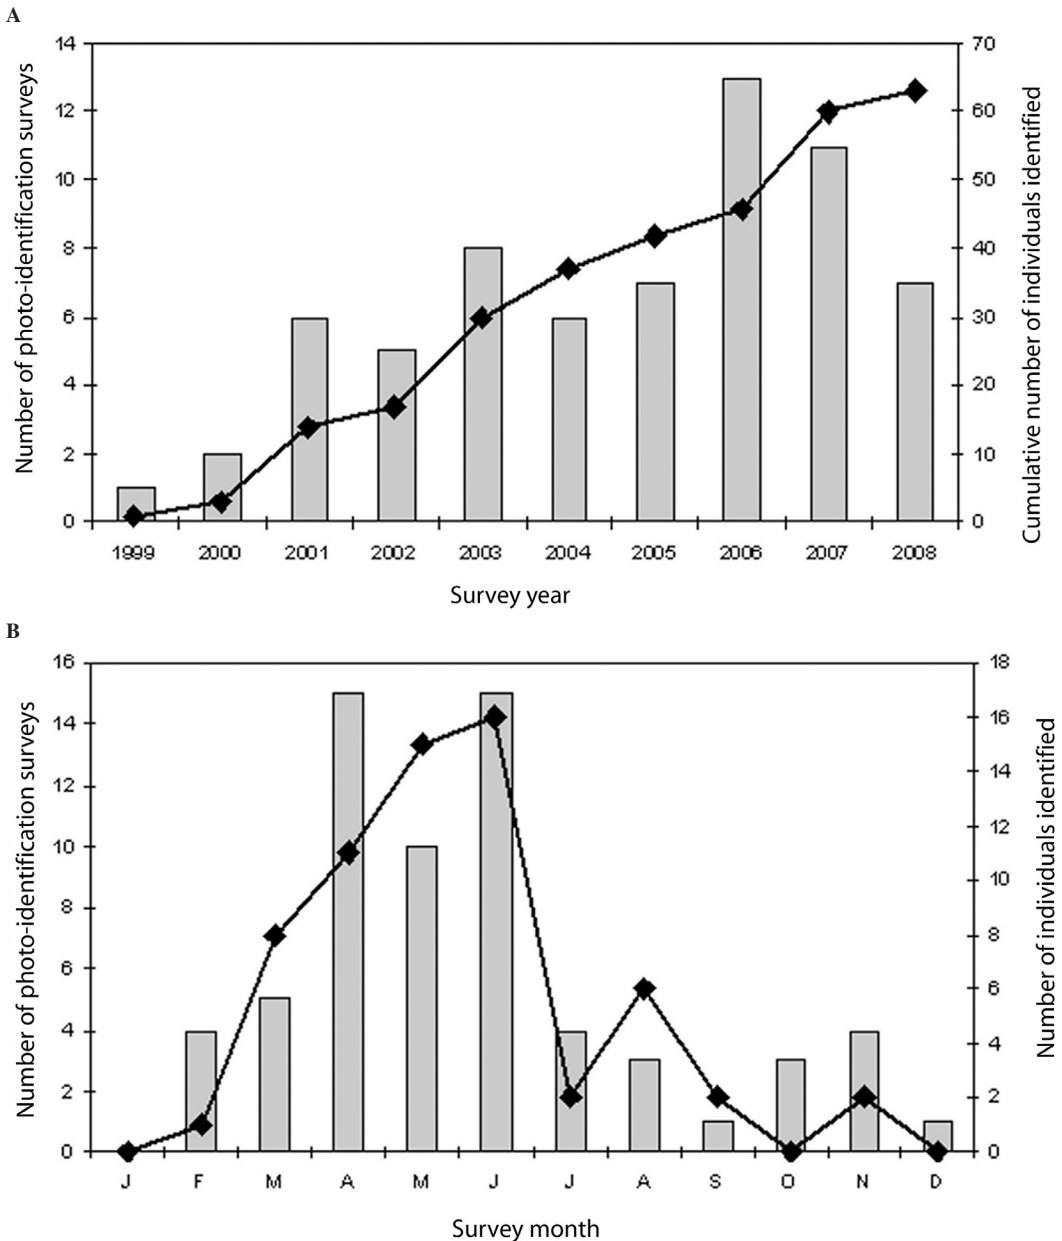 A
14 70
12 60
10 50
8 40
6 30
4 20
2 10
0 0
Number of photo-identification surveys
Cumulative number of individuals identified
1999 2000 2001 2002 2003 2004 2005 2006 2007 2008
Survey year
B
16 18
14 16
12 14
10 12
8 10
6 8
4 6
2 4
0 2
0
Number of photo-identification surveys
Number of individuals identified
J F M A M J J A S O N D
Survey month